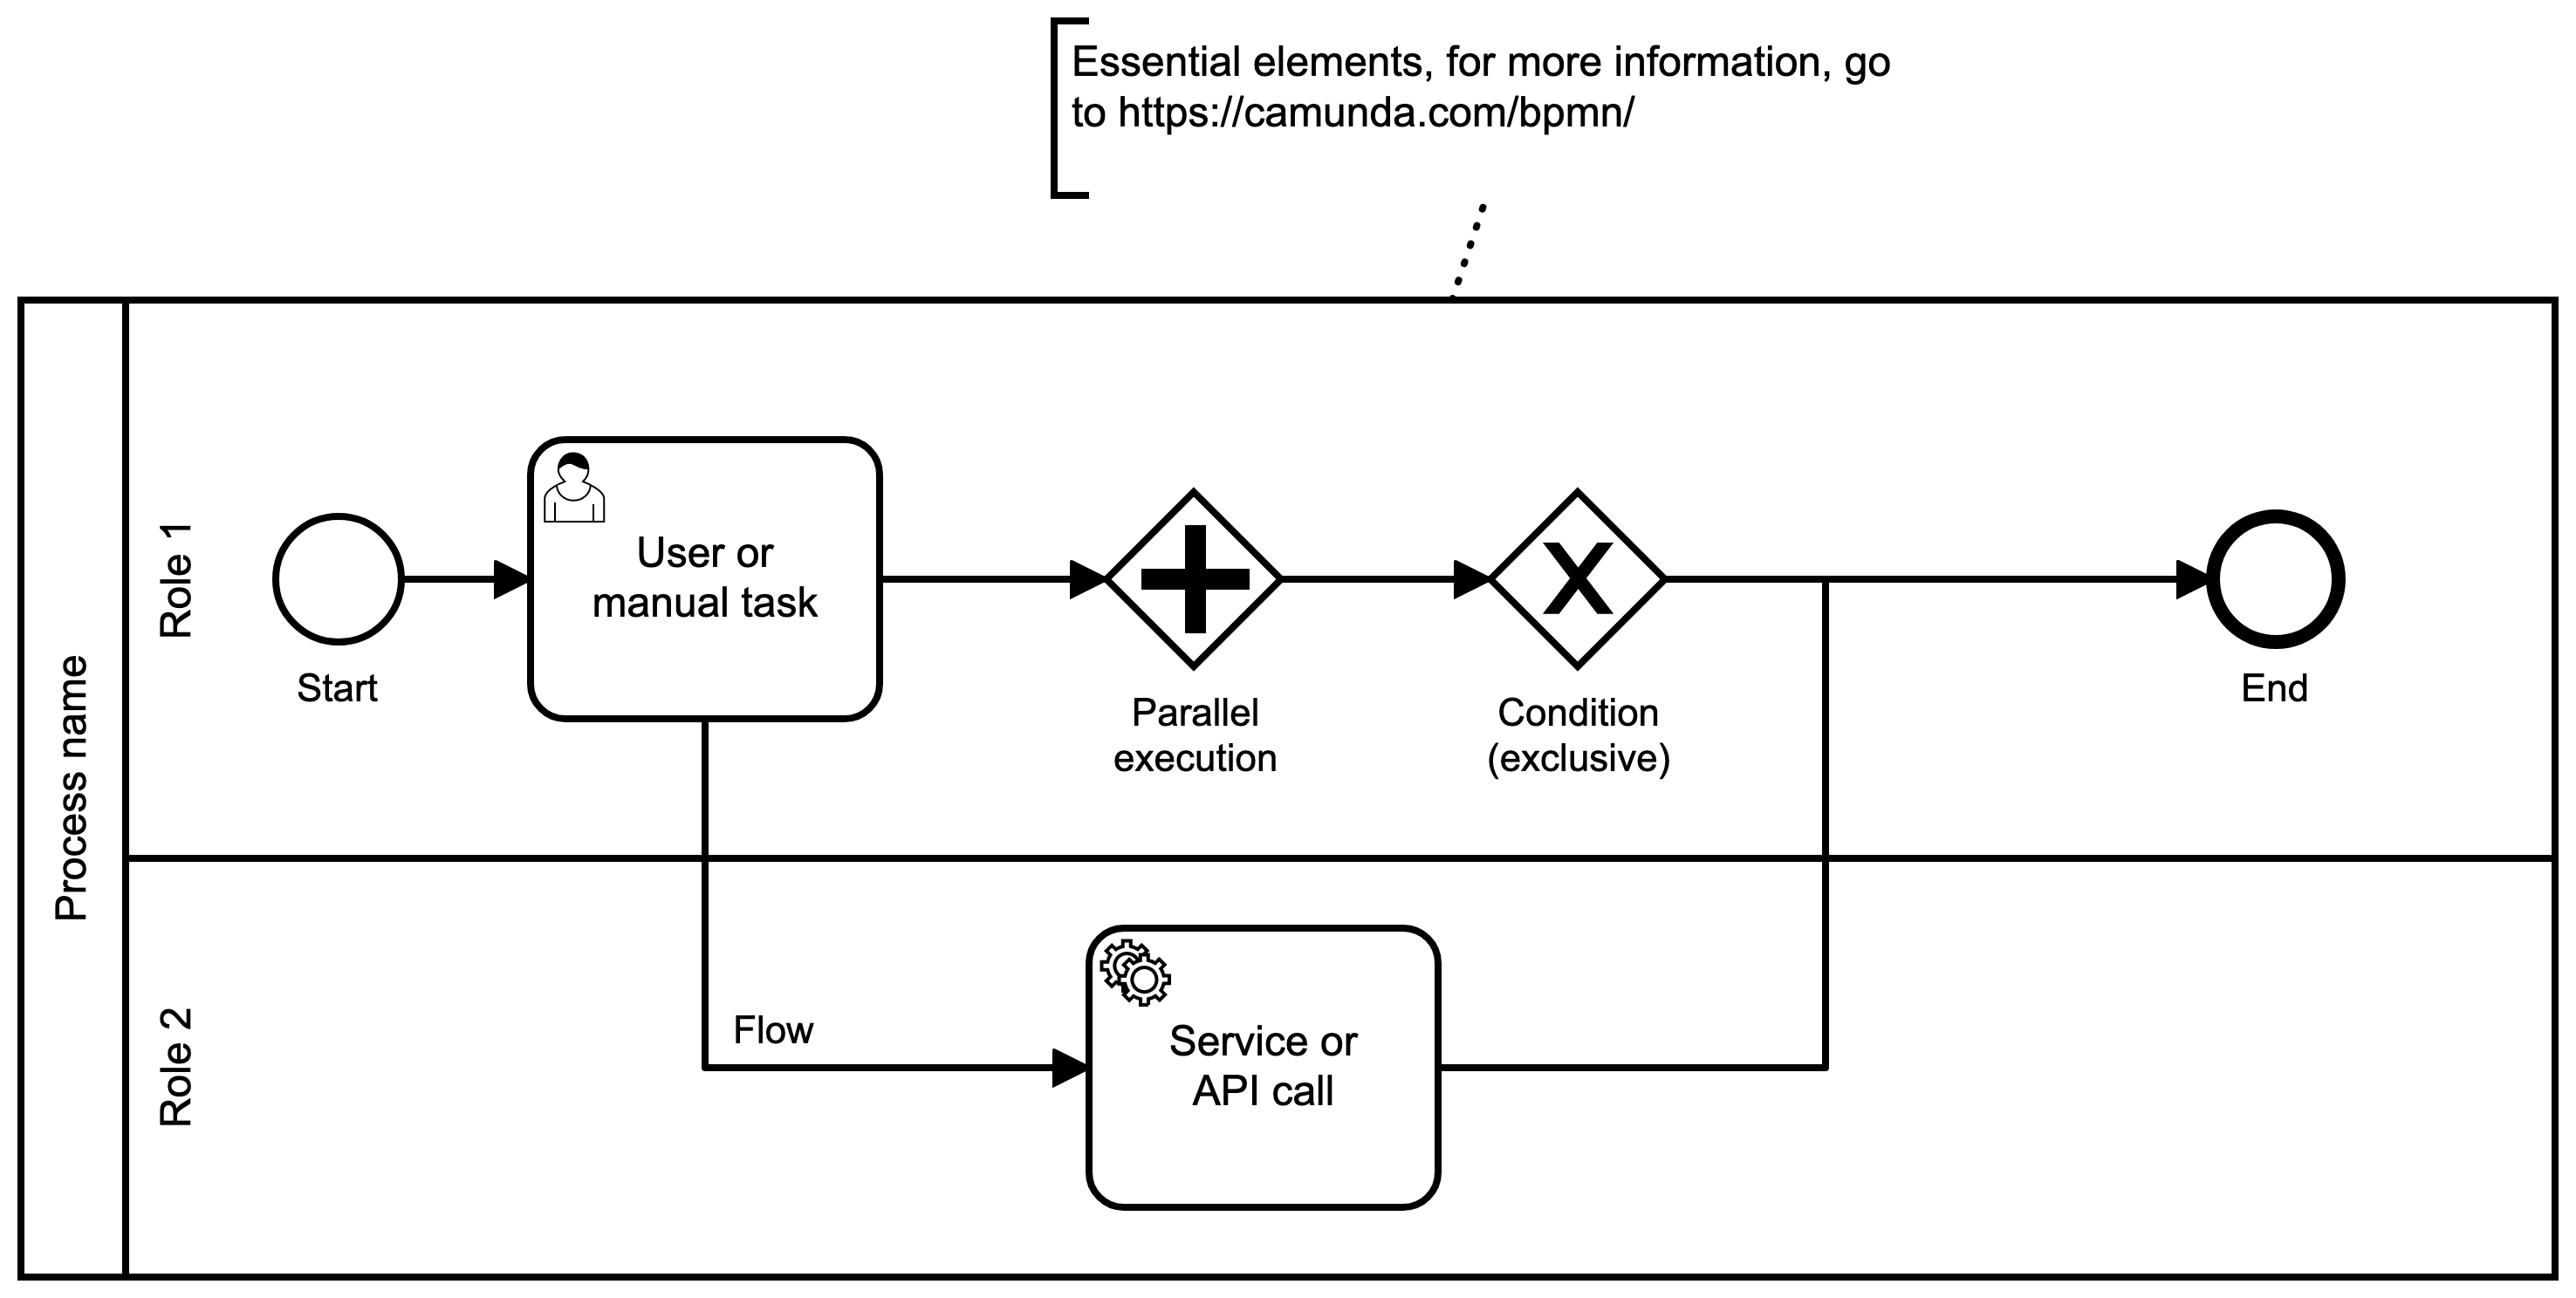 Essential elements, for more information, go
to https://camunda.com/bpmn/
Process name
Role 1
Start
User or
manual task
Parallel
execution
Condition
(exclusive)
End
Role 2
Flow
Service or
API call